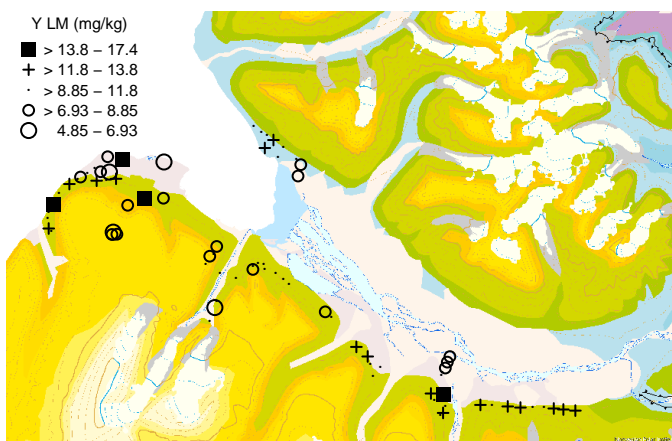 Y LM (mg/kg)
> 13.8 – 17.4
> 11.8 – 13.8
> 8.85 – 11.8
> 6.93 – 8.85
4.85 – 6.93